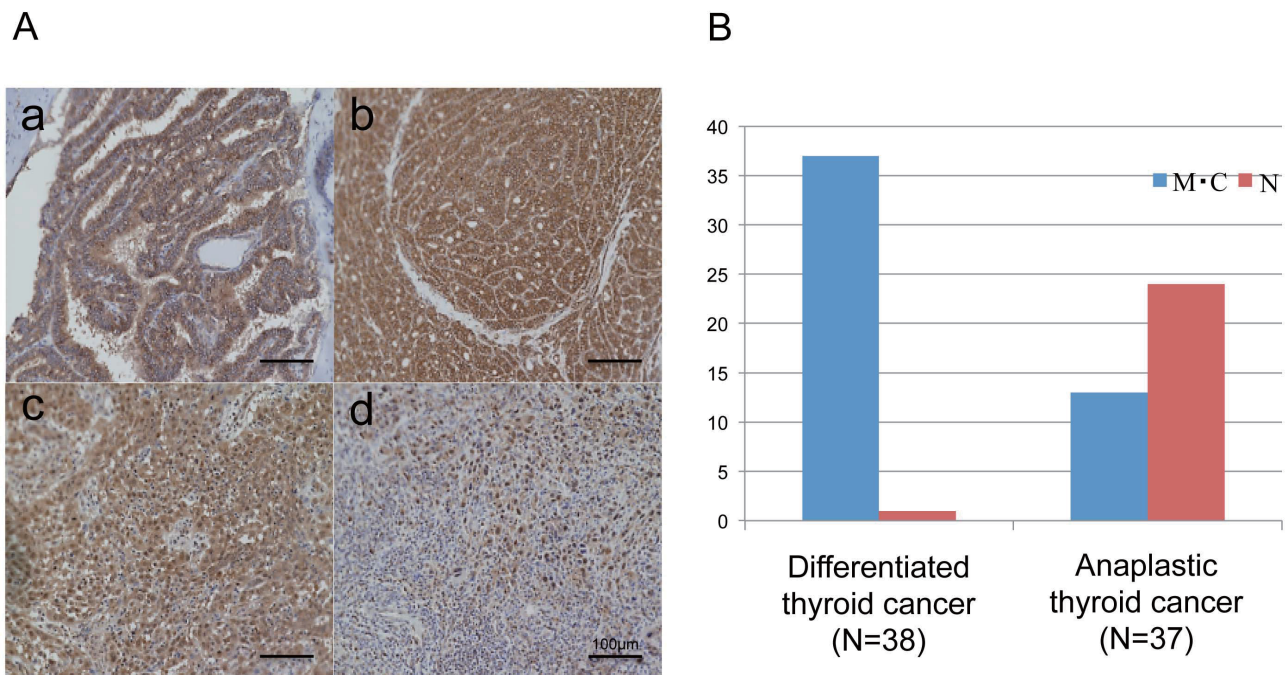 A
a
b
c
d
100μm
B
40
35
30
25
20
15
10
5
0
M・C N
Differentiated
thyroid cancer
(N=38)
Anaplastic
thyroid cancer
(N=37)